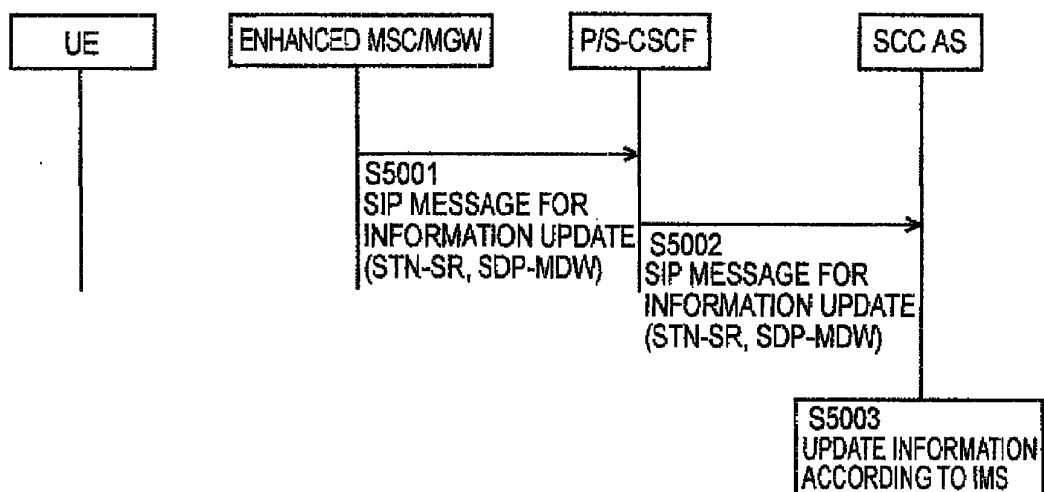 UE
ENHANCED MSC/MGW
P/S-CSCF
SCC AS
S5001
SIP MESSAGE FOR
INFORMATION UPDATE
(STN-SR, SDP-MDW)
S5002
SIP MESSAGE FOR
INFORMATION UPDATE
(STN-SR, SDP-MDW)
S5003
UPDATE INFORMATION
ACCORDING TO IMS